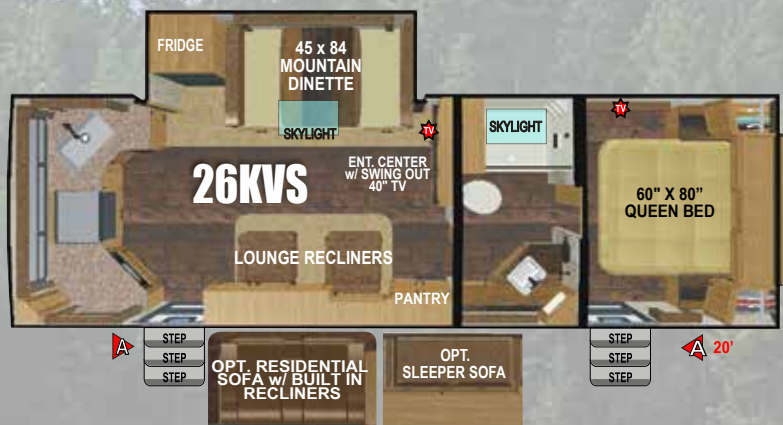 FRIDGE
45 x 84
MOUNTAIN
DINETTE
SKYLIGHT
TV
SKYLIGHT
TV
26KVS
ENT. CENTER
w/ SWING OUT
40" TV
60" X 80”
QUEEN BED
LOUNGE RECLINERS
PANTRY
A
STEP
STEP
STEP
OPT. RESIDENTIAL
SOFA w/ BUILT IN
RECLINERS
OPT.
SLEEPER SOFA
STEP
STEP
STEP
A
20'